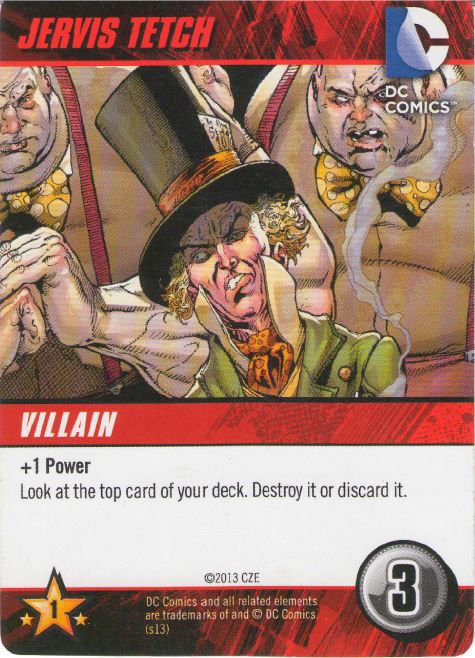 JERVIS TETCH
DC
COMICS™
VILLAIN
+1 Power
Look at the top card of your deck. Destroy it or discard it.
©2013 CZE
1
DC Comics and all related elements
are trademarks of and © DC Comics.
(s13)
3